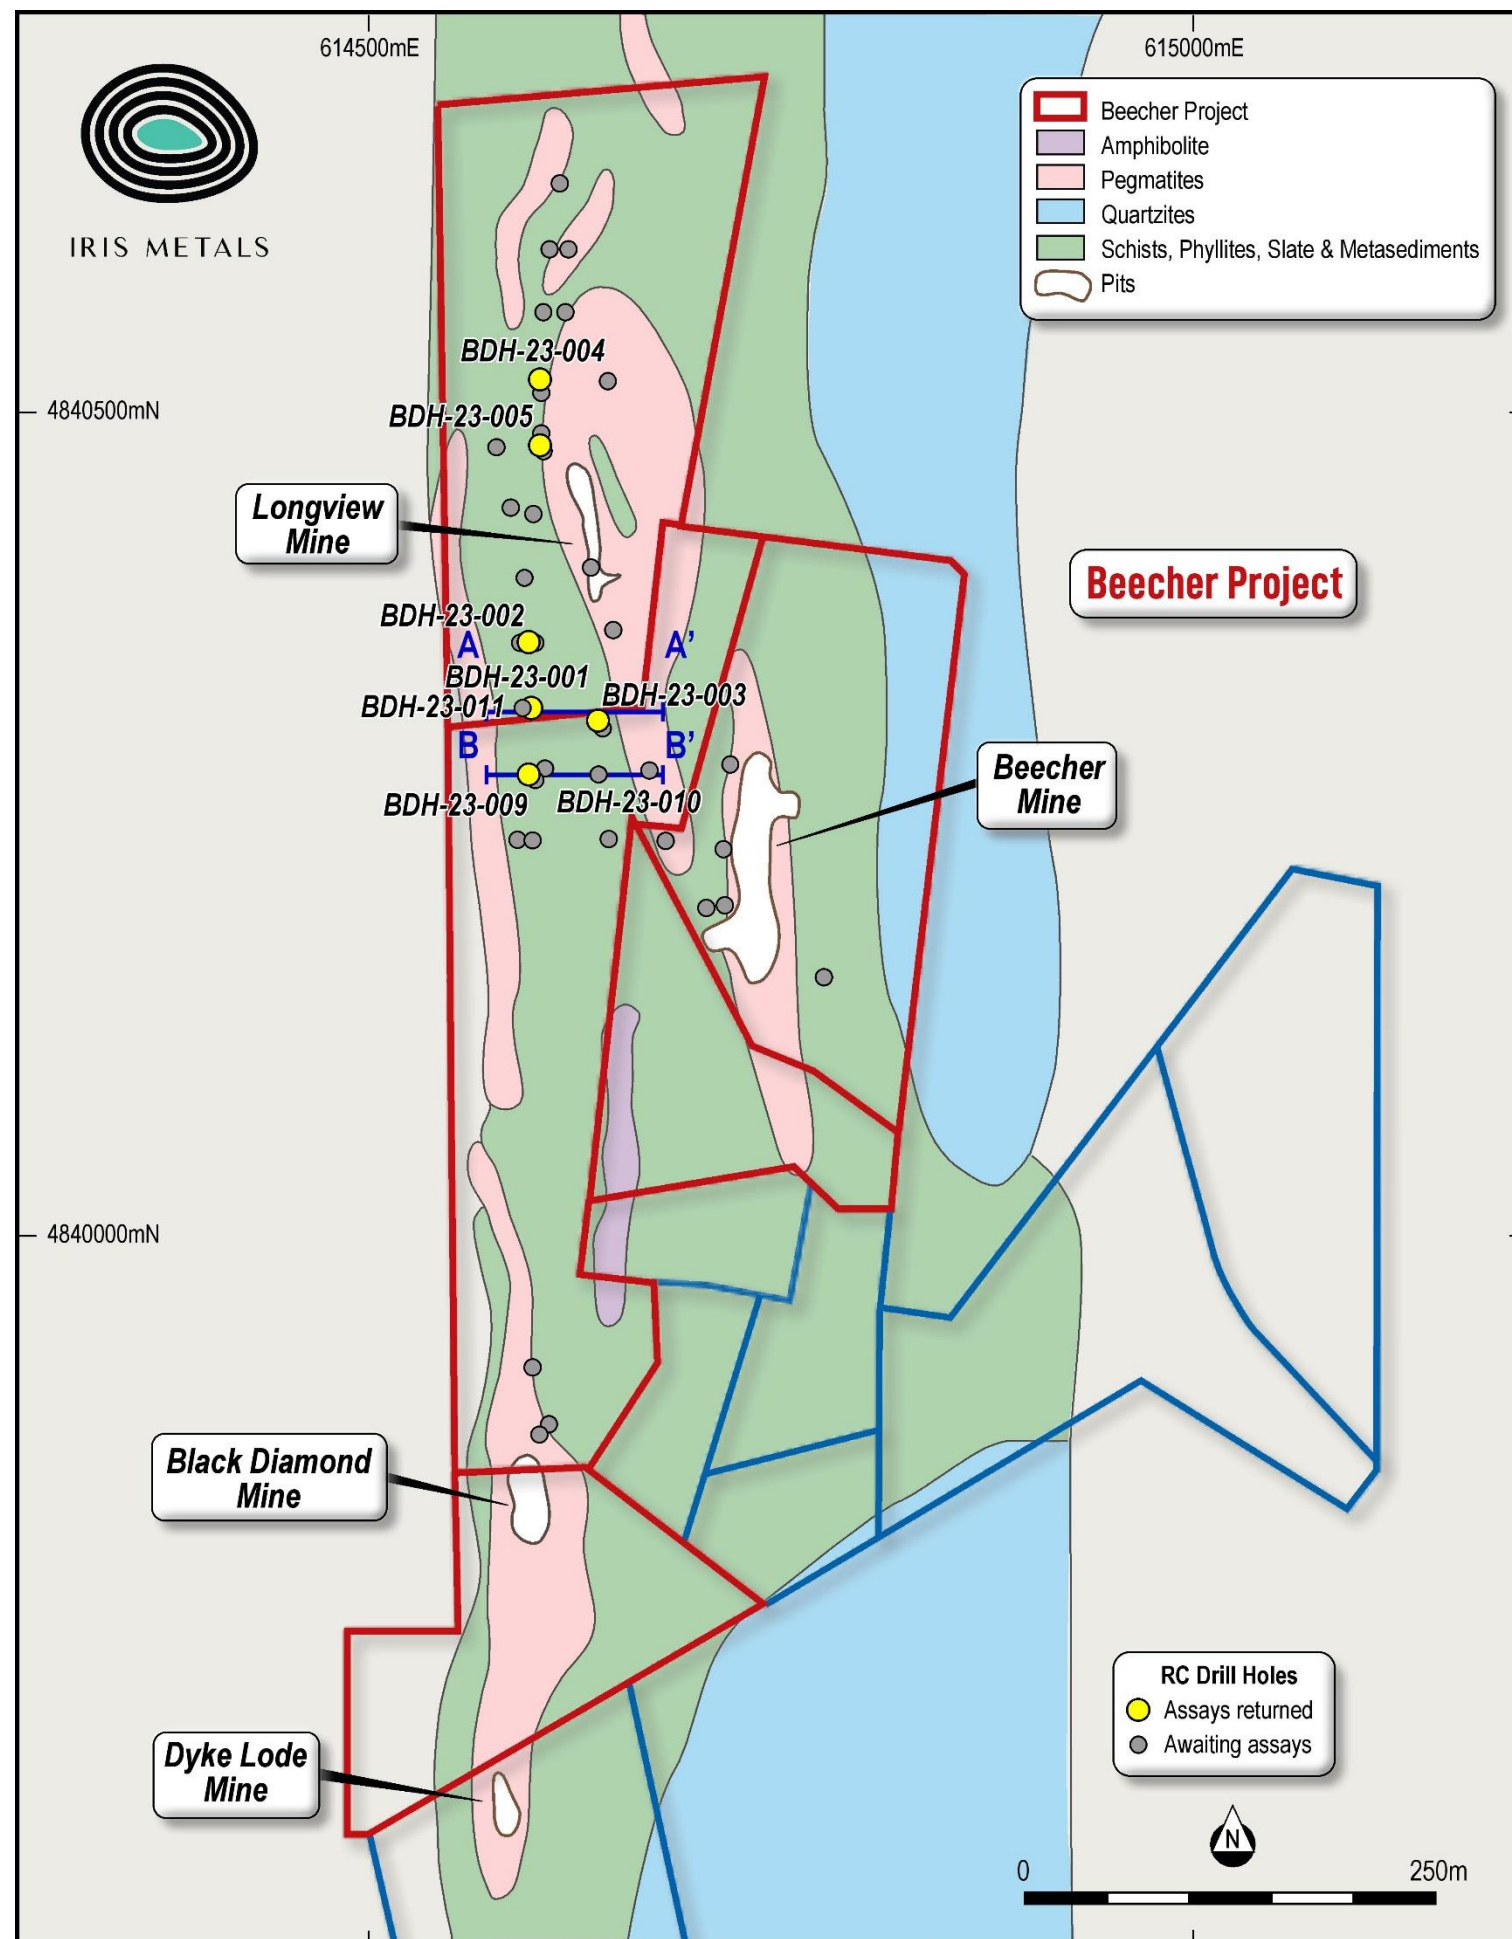 614500mE
615000mE
IRIS METALS
Beecher Project
Amphibolite
Pegmatites
Quartzites
Schists, Phyllites, Slate & Metasediments
Pits
BDH-23-004
4840500mN
BDH-23-005
Longview
Mine
Beecher Project
BDH-23-002
A
A’
BDH-23-001
BDH-23-003
BDH-23-011
B
B’
Beecher
Mine
BDH-23-009
BDH-23-010
4840000mN
Black Diamond
Mine
Dyke Lode
Mine
RC Drill Holes
Assays returned
Awaiting assays
N
0
250m